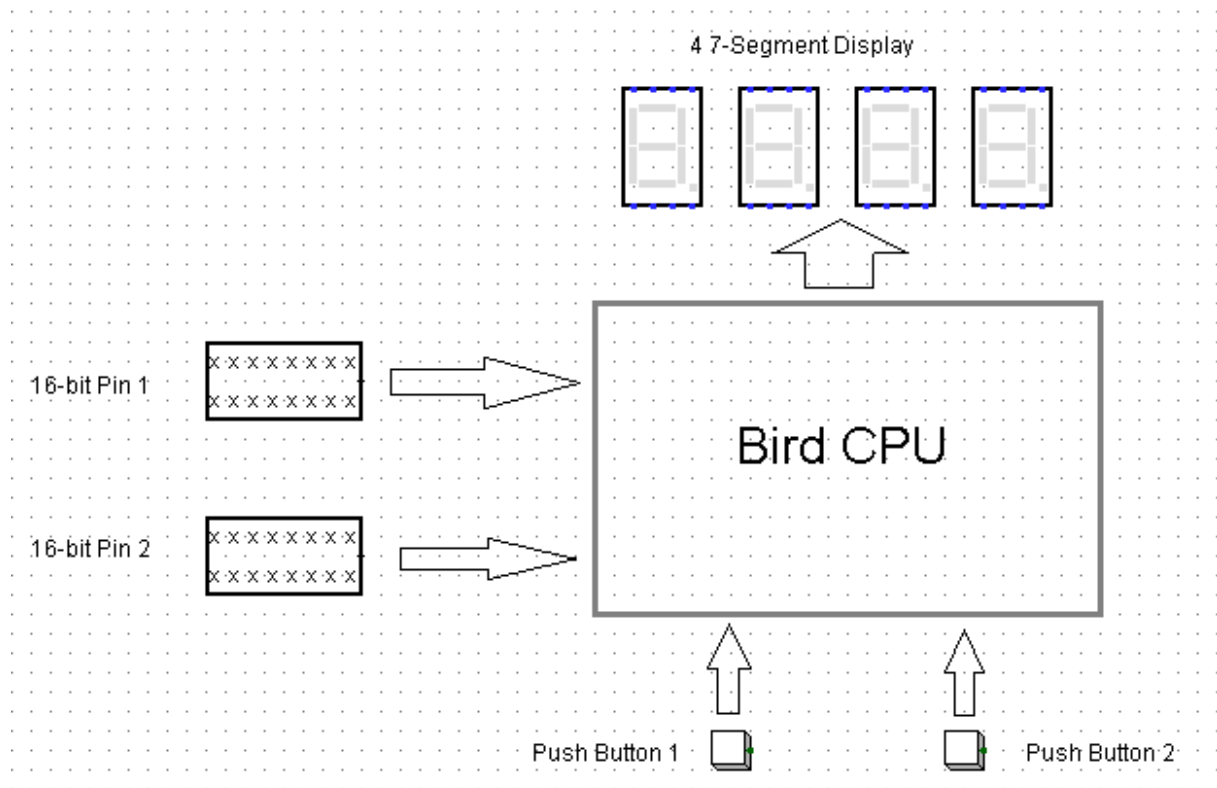 4 7-Segment Display
16-bit Pin 1
x x x x x x x x
x x x x x x x x
Bird CPU
16-bit Pin 2
x x x x x x x x
x x x x x x x x
Push Button 1
Push Button 2